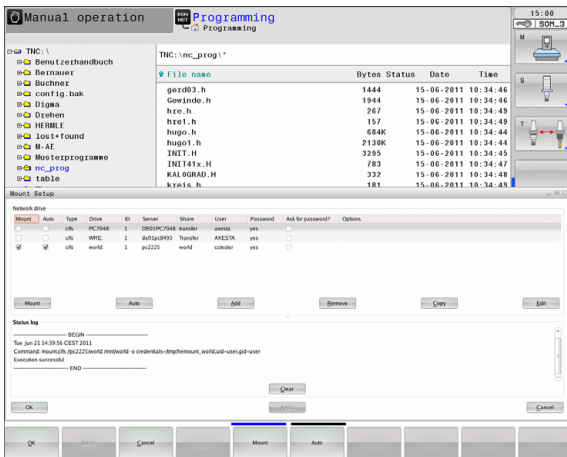 Manual operation
Programming
Programming
15:00
SOM_3
TNC:\
Benutzerhandbuch
Bernauer
Buchner
config.bak
Digma
Drehen
HERMLE
lost+found
M-AE
Musterprogramme
nc_prog
table
TNC:\nc_prog\*
File name Bytes Status Date Time
gerd03.h 1444 15-06-2011 10:34:46
Gewinde.h 1944 15-06-2011 10:34:46
hre.h 267 15-06-2011 10:34:49
hre1.h 157 15-06-2011 10:34:49
hugo.h 684K 15-06-2011 10:34:44
hugo1.h 2130K 15-06-2011 10:34:44
INIT.H 3295 15-06-2011 10:34:45
INIT41x.H 783 15-06-2011 10:34:47
KALOGRAD.H 332 15-06-2011 10:34:48
kreis.h 181 15-06-2011 10:34:49
M
S
T
Mount Setup
Network drive
Mount Auto Type Drive ID Server Share User Password Ask for password? Options
cifs PC7048: 1 DE01PC7048 transfer axesta yes
cifs WRE: 1 de01pc8493 Transfer AXESTA yes
cifs world: 1 pc2225 world cctester yes
Mount Auto Add Remove Copy Edit
Status log
BEGIN
Tue Jun 21 14:39:56 CEST 2011
Command: mount.cifs //pc2225/world /mnt/world -o credentials=/tmp/hemount_world,uid=user,gid=user
Execution successful
END
Clear
OK Apply Cancel
OK Apply Cancel Mount Auto